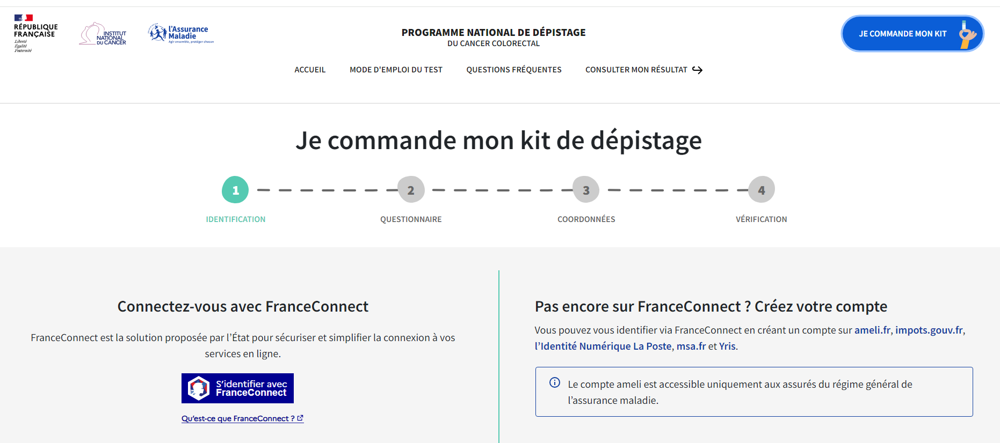 RÉPUBLIQUE
FRANÇAISE
Liberté
Égalité
Fraternité
INSTITUT
NATIONAL
DU CANCER
l'Assurance
Maladie
Agir ensemble, protéger chacun
PROGRAMME NATIONAL DE DÉPISTAGE
DU CANCER COLORECTAL
JE COMMANDE MON KIT
ACCUEIL
MODE D'EMPLOI DU TEST
QUESTIONS FRÉQUENTES
CONSULTER MON RÉSULTAT
Je commande mon kit de dépistage
1
2
3
4
IDENTIFICATION
QUESTIONNAIRE
COORDONNÉES
VÉRIFICATION
Connectez-vous avec FranceConnect
FranceConnect est la solution proposée par l’État pour sécuriser et simplifier la connexion à vos
services en ligne.
S’identifier avec
FranceConnect
Qu’est-ce que FranceConnect ?
Pas encore sur FranceConnect ? Créez votre compte
Vous pouvez vous identifier via FranceConnect en créant un compte sur ameli.fr, impots.gouv.fr,
l’Identité Numérique La Poste, msa.fr et Yris.
Le compte ameli est accessible uniquement aux assurés du régime général de
l’assurance maladie.